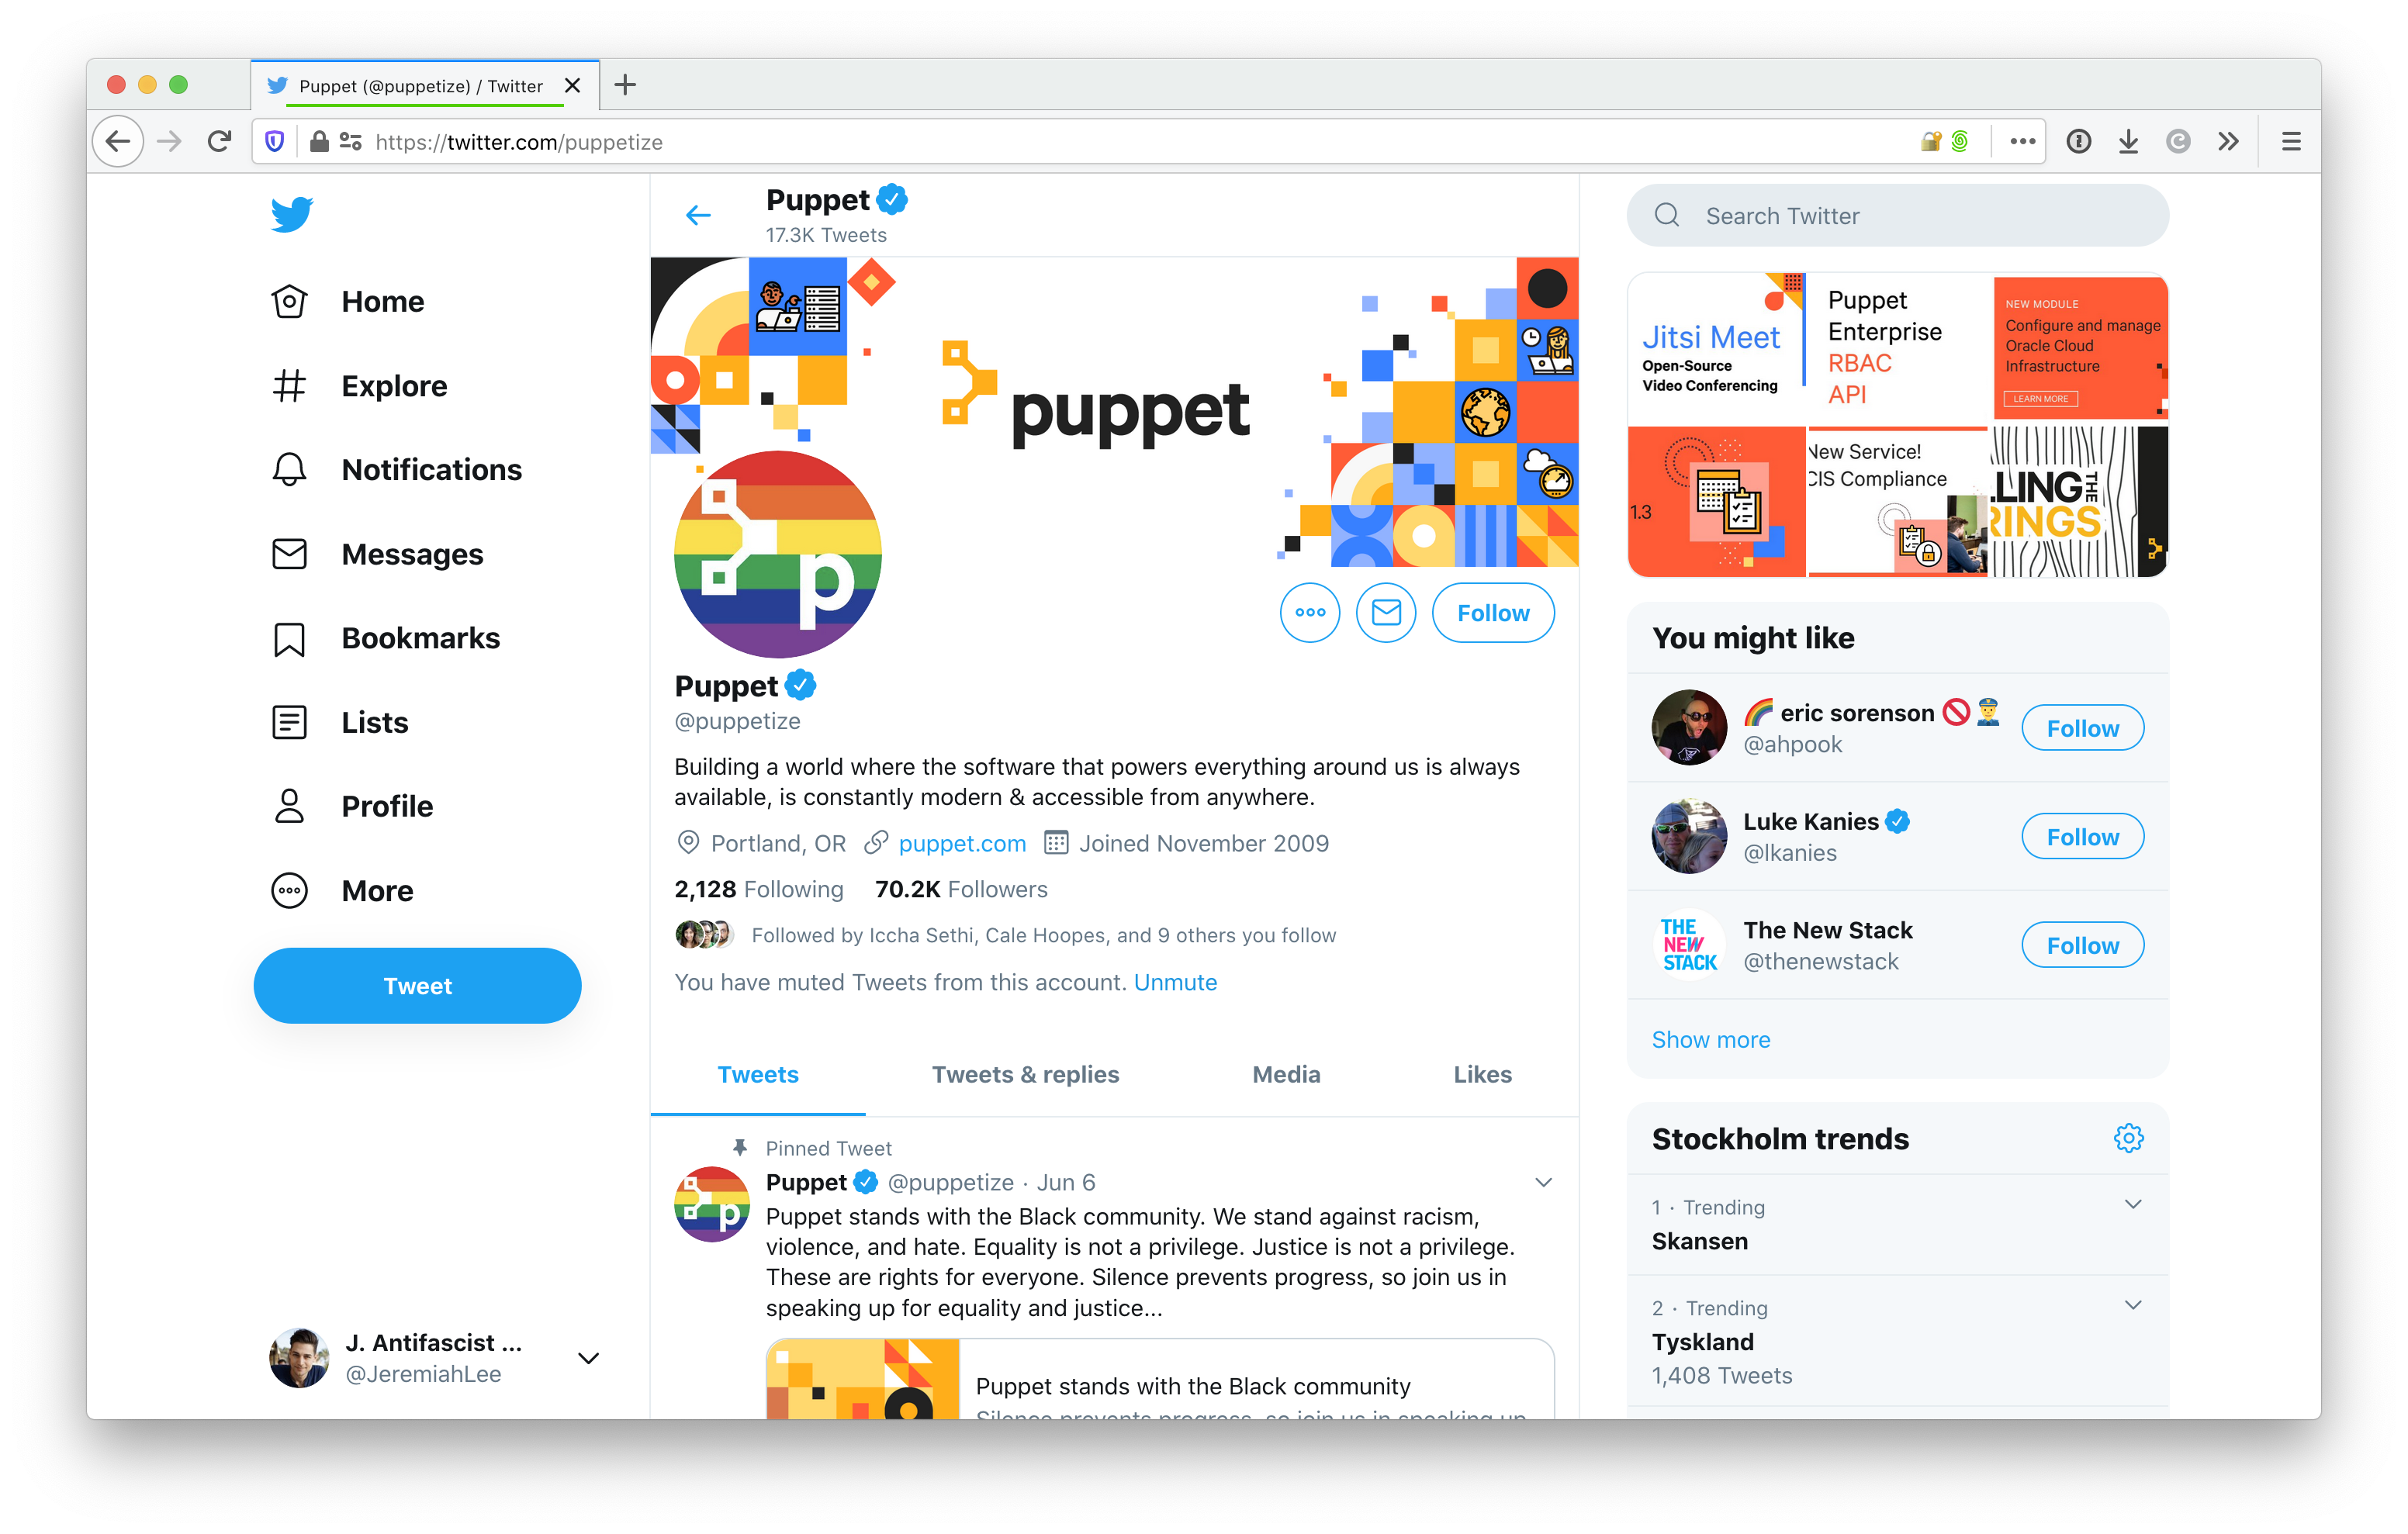 Puppet (@puppetize) / Twitter
https://twitter.com/puppetize
Home
Explore
Notifications
Messages
Bookmarks
Lists
Profile
More
Tweet
J. Antifascist ...
@JeremiahLee
Puppet
17.3K Tweets
puppet
p
Follow
Puppet
@puppetize
Building a world where the software that powers everything around us is always
available, is constantly modern & accessible from anywhere.
Portland, OR puppet.com Joined November 2009
2,128 Following 70.2K Followers
Followed by Iccha Sethi, Cale Hoopes, and 9 others you follow
You have muted Tweets from this account. Unmute
Tweets Tweets & replies Media Likes
Pinned Tweet
Puppet @puppetize · Jun 6
Puppet stands with the Black community. We stand against racism,
violence, and hate. Equality is not a privilege. Justice is not a privilege.
These are rights for everyone. Silence prevents progress, so join us in
speaking up for equality and justice...
p
Puppet stands with the Black community
Silence prevents progress, so join us in speaking up
Search Twitter
Jitsi Meet
Open-Source
Video Conferencing
Puppet
Enterprise
RBAC
API
NEW MODULE
Configure and manage
Oracle Cloud
Infrastructure
LEARN MORE
1.3
New Service!
CIS Compliance
LING THE
RINGS
You might like
eric sorenson
@ahpook
Follow
Luke Kanies
@lkanies
Follow
THE
NEW
STACK
The New Stack
@thenewstack
Follow
Show more
Stockholm trends
1 · Trending
Skansen
2 · Trending
Tyskland
1,408 Tweets